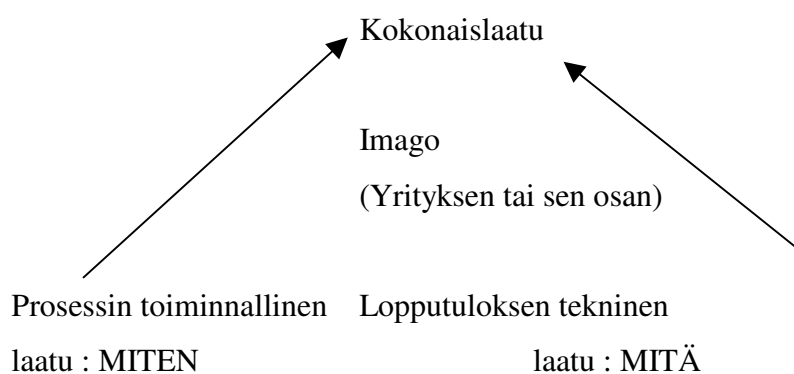 Kokonaislaatu
Imago
(Yrityksen tai sen osan)
Prosessin toiminnallinen Lopputuloksen tekninen
laatu : MITEN laatu : MITÄ